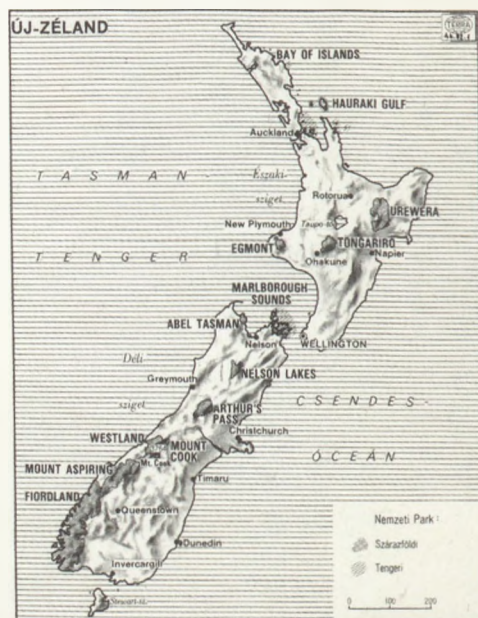 ÚJ-ZÉLAND
TERRA
BAY OF ISLANDS
HAURAKI GULF
Auckland
TASMAN-
Északi-
sziget
Rotorua
UREWERA
Taupo-tó
New Plymouth
TENGER
EGMONT
TONGARIRO
Napier
Ohakune
MARLBOROUGH
SOUNDS
ABEL TASMAN
Nelson
WELLINGTON
Déli
sziget
NELSON LAKES
Greymouth
CSENDES-
ARTHUR'S
PASS
Christchurch
WESTLAND
MOUNT
COOK
ÓCEÁN
Mt. Cook
MOUNT ASPIRING
Timaru
FIORDLAND
Queenstown
Dunedin
Invercargill
Nemzeti Park:
Szárazföldi
Tengeri
0 100 200